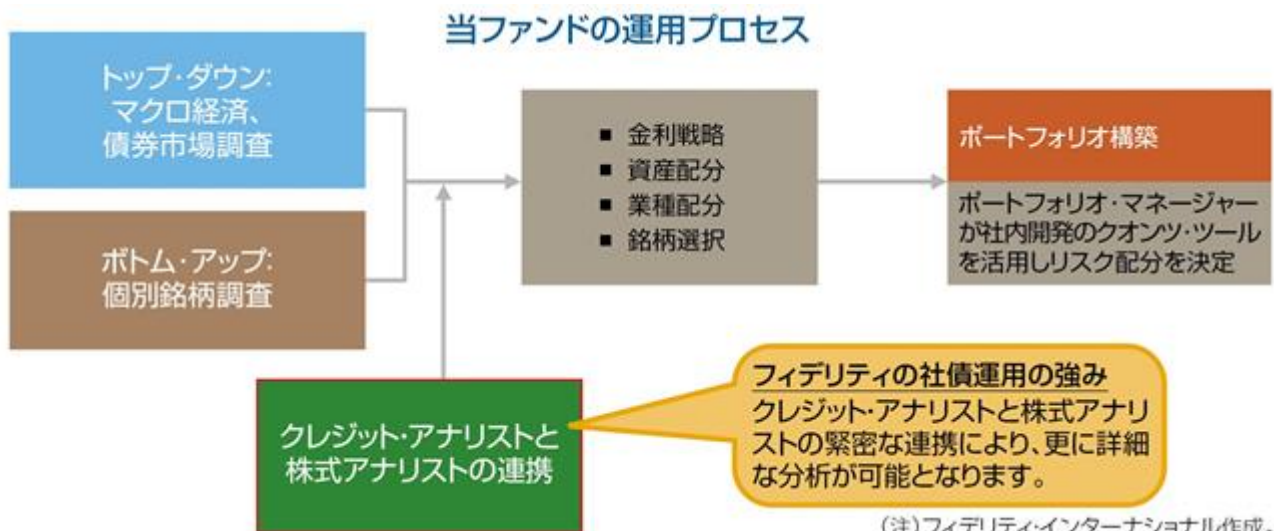 当ファンドの運用プロセス
トップ・ダウン:
マクロ経済、
債券市場調査
ボトム・アップ:
個別銘柄調査
クレジット・アナリストと
株式アナリストの連携
■ 金利戦略
■ 資産配分
■ 業種配分
■ 銘柄選択
ポートフォリオ構築
ポートフォリオ・マネージャー
が社内開発のクオンツ・ツール
を活用しリスク配分を決定
フィデリティの社債運用の強み
クレジット・アナリストと株式アナリ
ストの緊密な連携により、更に詳細
な分析が可能となります。
(注)フィデリティ・インターナショナル作成。